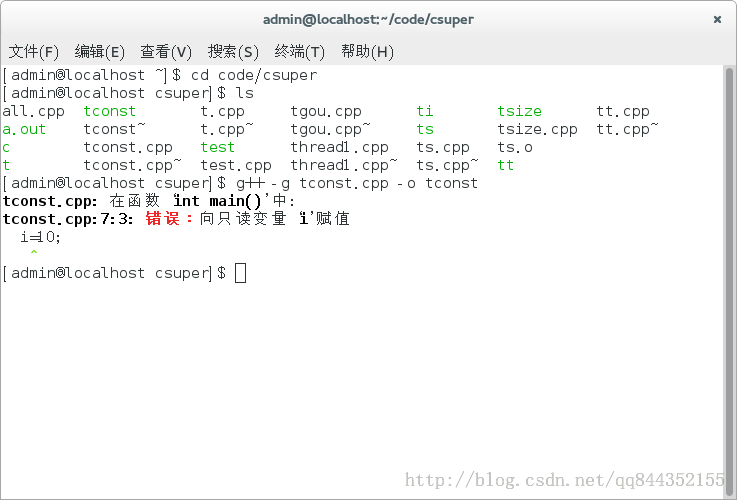 admin@localhost:~/code/csuper ×
文件(F) 编辑(E) 查看(V) 搜索(S) 终端(T) 帮助(H)
[admin@localhost ~]$ cd code/csuper
[admin@localhost csuper]$ ls
all.cpp tconst t.cpp tgou.cpp ti tsize tt.cpp
a.out tconst~ t.cpp~ tgou.cpp~ ts tsize.cpp tt.cpp~
c tconst.cpp test thread1.cpp ts.cpp ts.o
t tconst.cpp~ test.cpp thread1.cpp~ ts.cpp~ tt
[admin@localhost csuper]$ g++ -g tconst.cpp -o tconst
tconst.cpp: 在函数‘int main()’中:
tconst.cpp:7:3: 错误：向只读变量‘i’赋值
i=10;
^
[admin@localhost csuper]$
http://blog.csdn.net/qq844352155